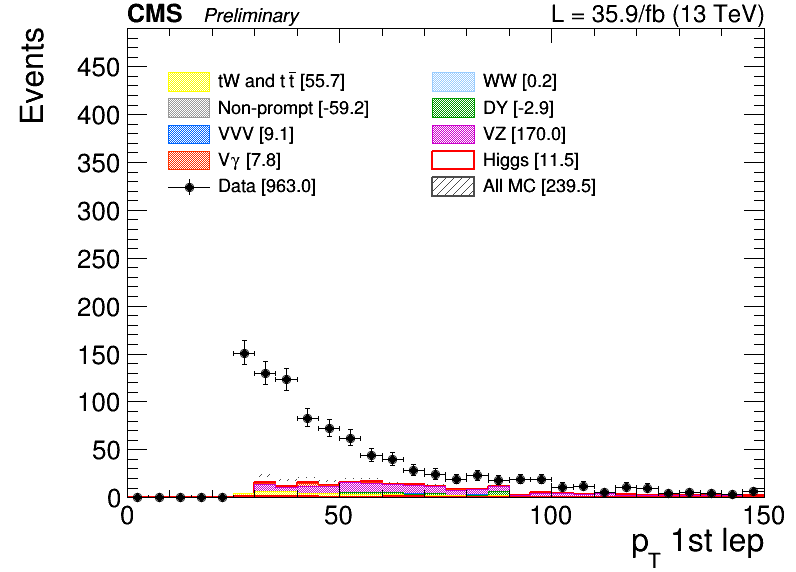 CMS Preliminary L = 35.9/fb (13 TeV)
Events
450
400
350
300
250
200
150
100
50
0
tW and t t̄ [55.7]
Non-prompt [-59.2]
VVV [9.1]
Vγ [7.8]
Data [963.0]
WW [0.2]
DY [-2.9]
VZ [170.0]
Higgs [11.5]
All MC [239.5]
0 50 100 150
p_T 1st lep